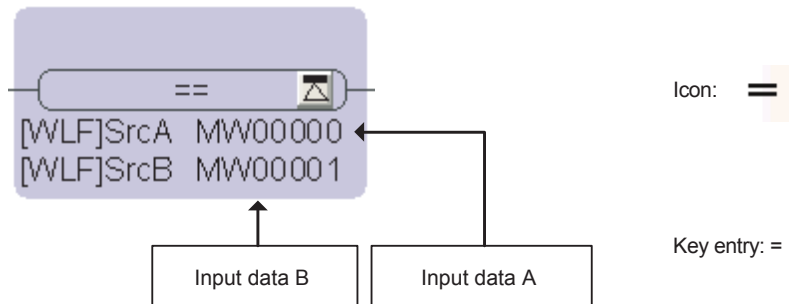 ==
[WLF]SrcA MW00000
[WLF]SrcB MW00001
Input data B
Input data A
Icon: =
Key entry: =